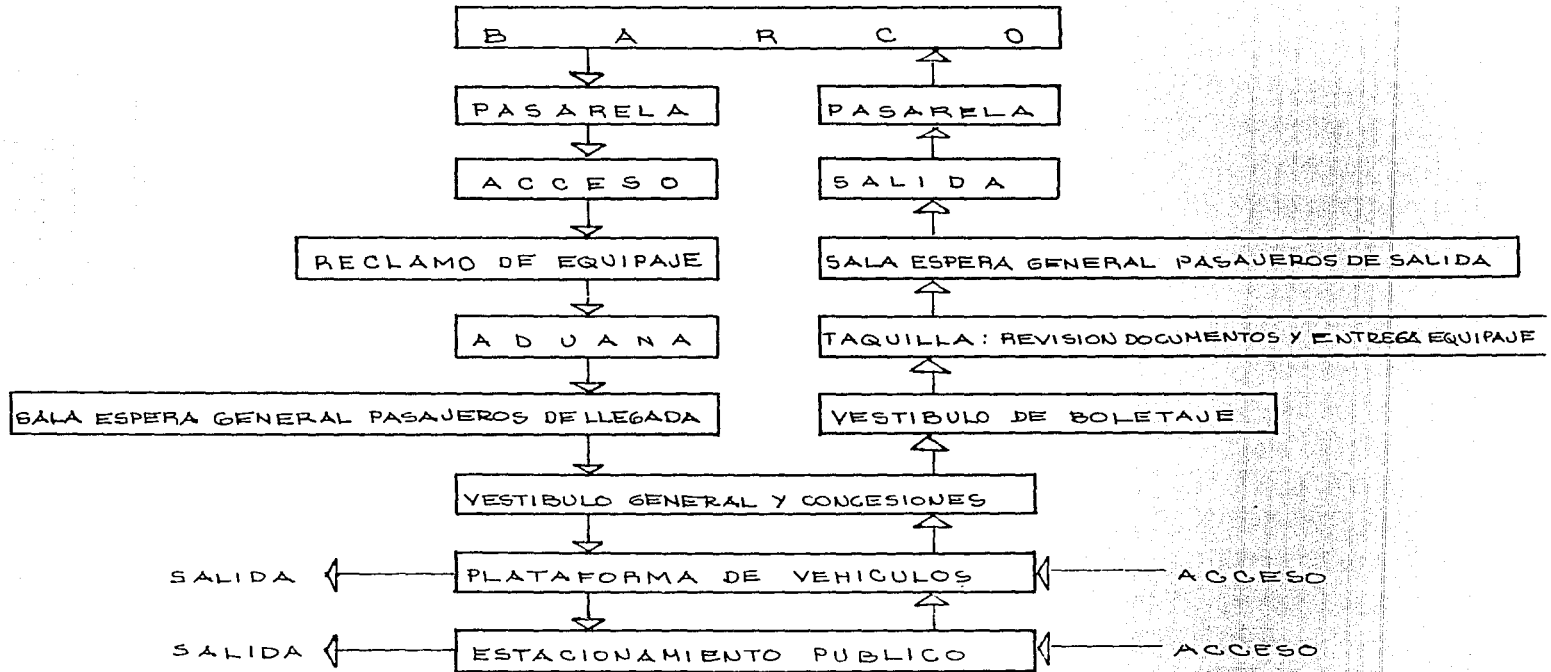 BARCO
PASARELA PASARELA
ACCESO SALIDA
RECLAMO DE EQUIPAJE SALA ESPERA GENERAL PASAJEROS DE SALIDA
ADUANA TAQUILLA: REVISION DOCUMENTOS Y ENTREGA EQUIPAJE
SALA ESPERA GENERAL PASAJEROS DE LLEGADA VESTIBULO DE BOLETAJE
VESTIBULO GENERAL Y CONCESIONES
SALIDA PLATAFORMA DE VEHICULOS ACCESO
SALIDA ESTACIONAMIENTO PUBLICO ACCESO